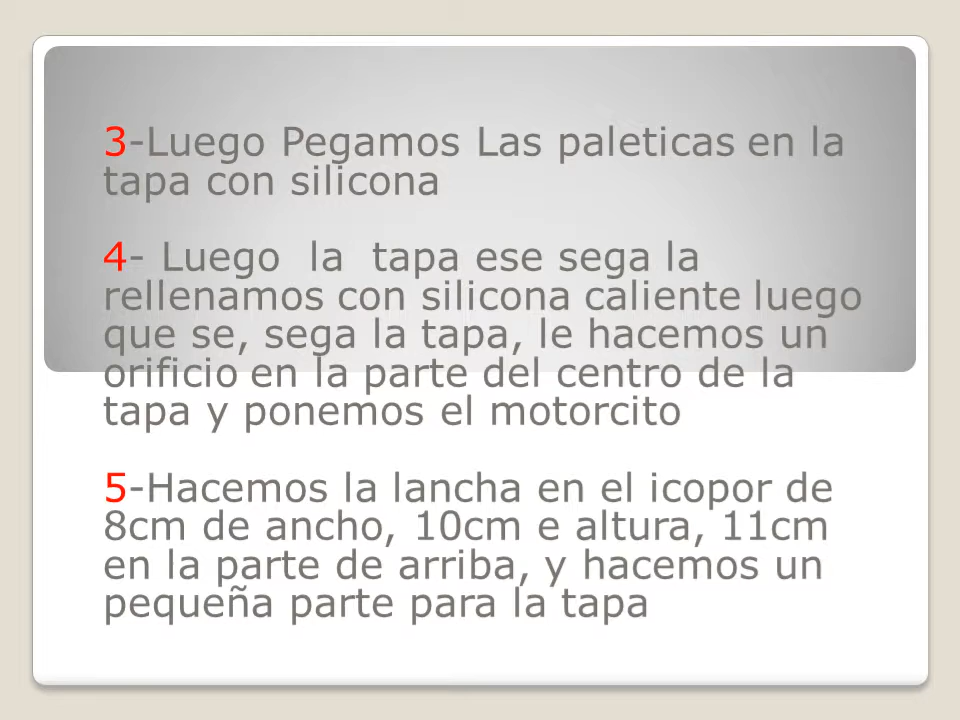 3-Luego Pegamos Las paleticas en la
tapa con silicona
4- Luego  la  tapa ese sega la
rellenamos con silicona caliente luego
que se, sega la tapa, le hacemos un
orificio en la parte del centro de la
tapa y ponemos el motorcito
5-Hacemos la lancha en el icopor de
8cm de ancho, 10cm e altura, 11cm
en la parte de arriba, y hacemos un
pequeña parte para la tapa